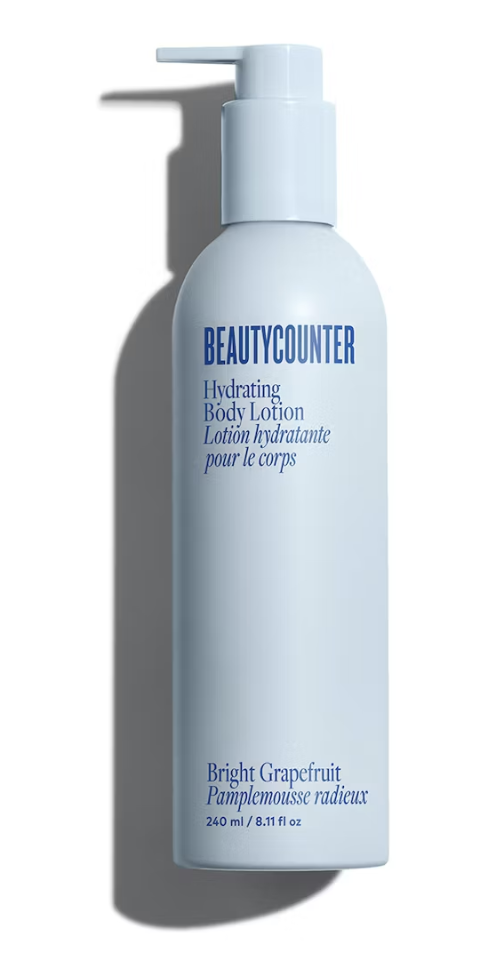 BEAUTYCOUNTER
Hydrating
Body Lotion
Lotion hydratante
pour le corps
Bright Grapefruit
Pamplemousse radieux
240 ml / 8.11 fl oz